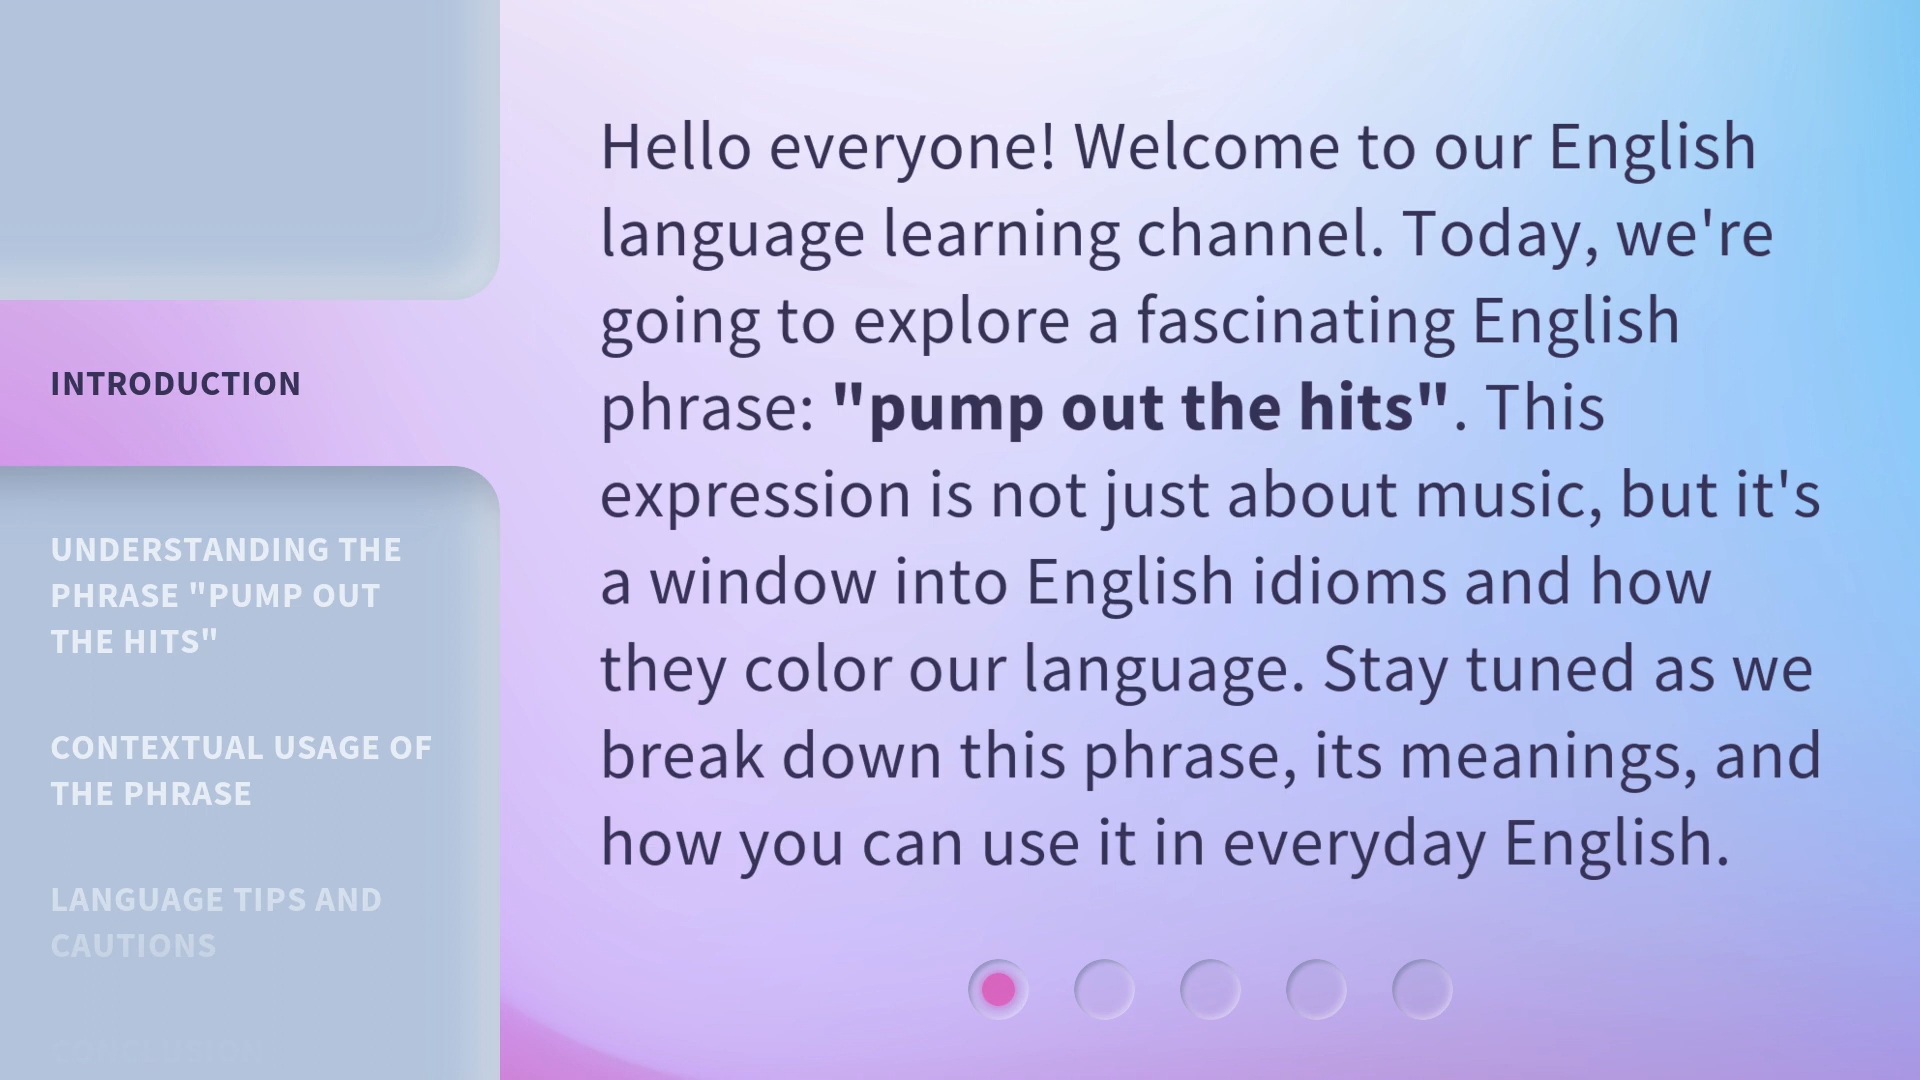 INTRODUCTION
UNDERSTANDING THE
PHRASE "PUMP OUT
THE HITS"
CONTEXTUAL USAGE OF
THE PHRASE
LANGUAGE TIPS AND
CAUTIONS
CONCLUSION
Hello everyone! Welcome to our English
language learning channel. Today, we're
going to explore a fascinating English
phrase: "pump out the hits". This
expression is not just about music, but it's
a window into English idioms and how
they color our language. Stay tuned as we
break down this phrase, its meanings, and
how you can use it in everyday English.